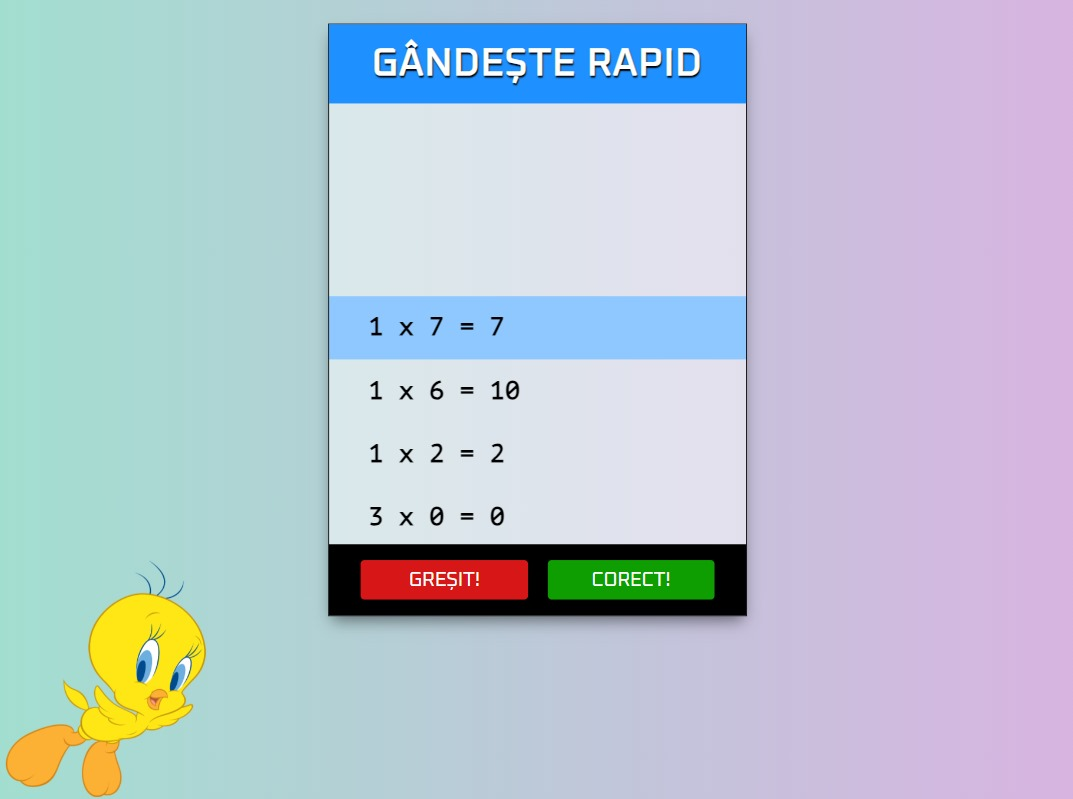 GÂNDEȘTE RAPID
1 x 7 = 7
1 x 6 = 10
1 x 2 = 2
3 x 0 = 0
GREȘIT! CORECT!